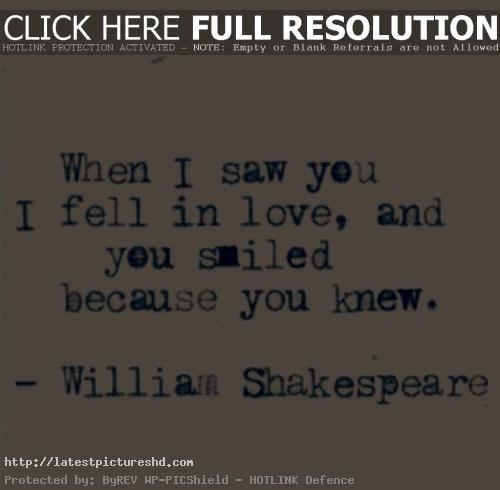 CLICK HERE FULL RESOLUTION
HOTLINK PROTECTION ACTIVATED - NOTE: Empty or Blank Referrals are not Allowed
When I saw you
I fell in love, and
you smiled
because you knew.
- William Shakespeare
http://latestpictureshd.com
Protected by: ByREV WP-PICShield - HOTLINK Defence